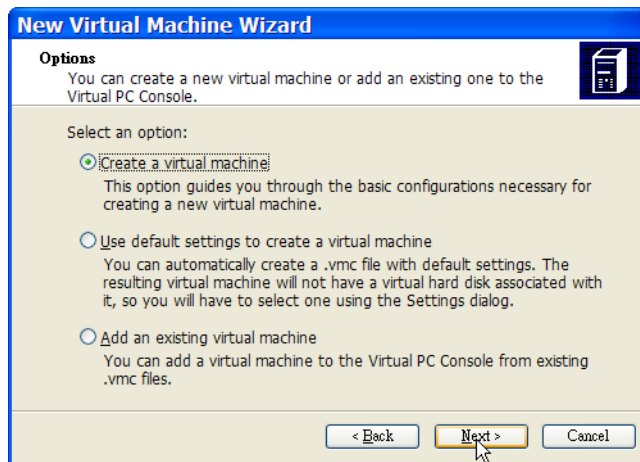 New Virtual Machine Wizard
Options
You can create a new virtual machine or add an existing one to the
Virtual PC Console.
Select an option:
Create a virtual machine
This option guides you through the basic configurations necessary for
creating a new virtual machine.
Use default settings to create a virtual machine
You can automatically create a .vmc file with default settings. The
resulting virtual machine will not have a virtual hard disk associated with
it, so you will have to select one using the Settings dialog.
Add an existing virtual machine
You can add a virtual machine to the Virtual PC Console from existing
.vmc files.
< Back Next > Cancel